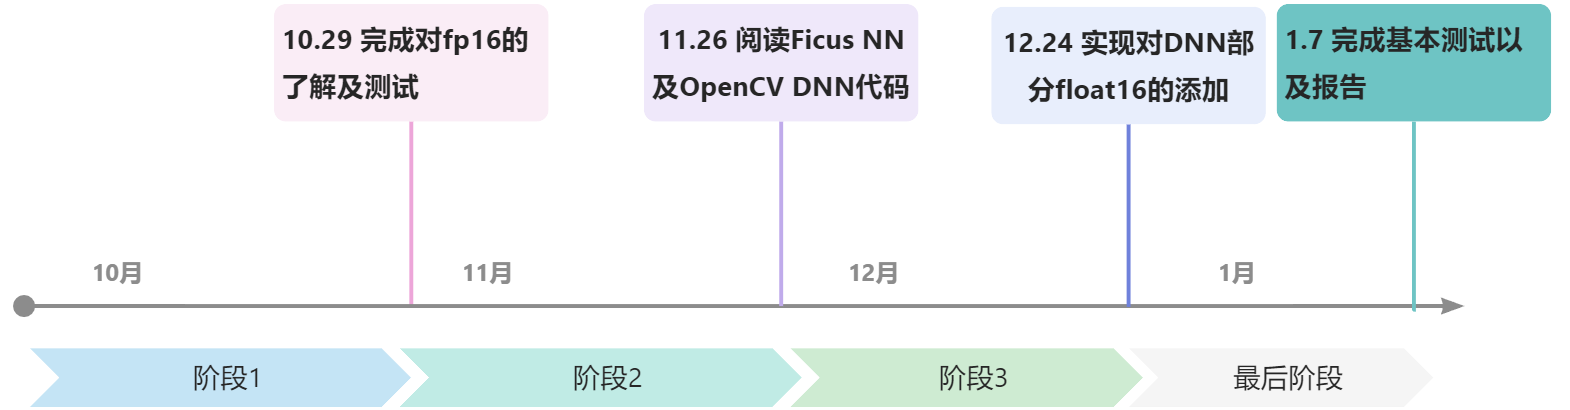 10.29 完成对fp16的
了解及测试
11.26 阅读Ficus NN
及OpenCV DNN代码
12.24 实现对DNN部
分float16的添加
1.7 完成基本测试以
及报告
10月
11月
12月
1月
阶段1
阶段2
阶段3
最后阶段